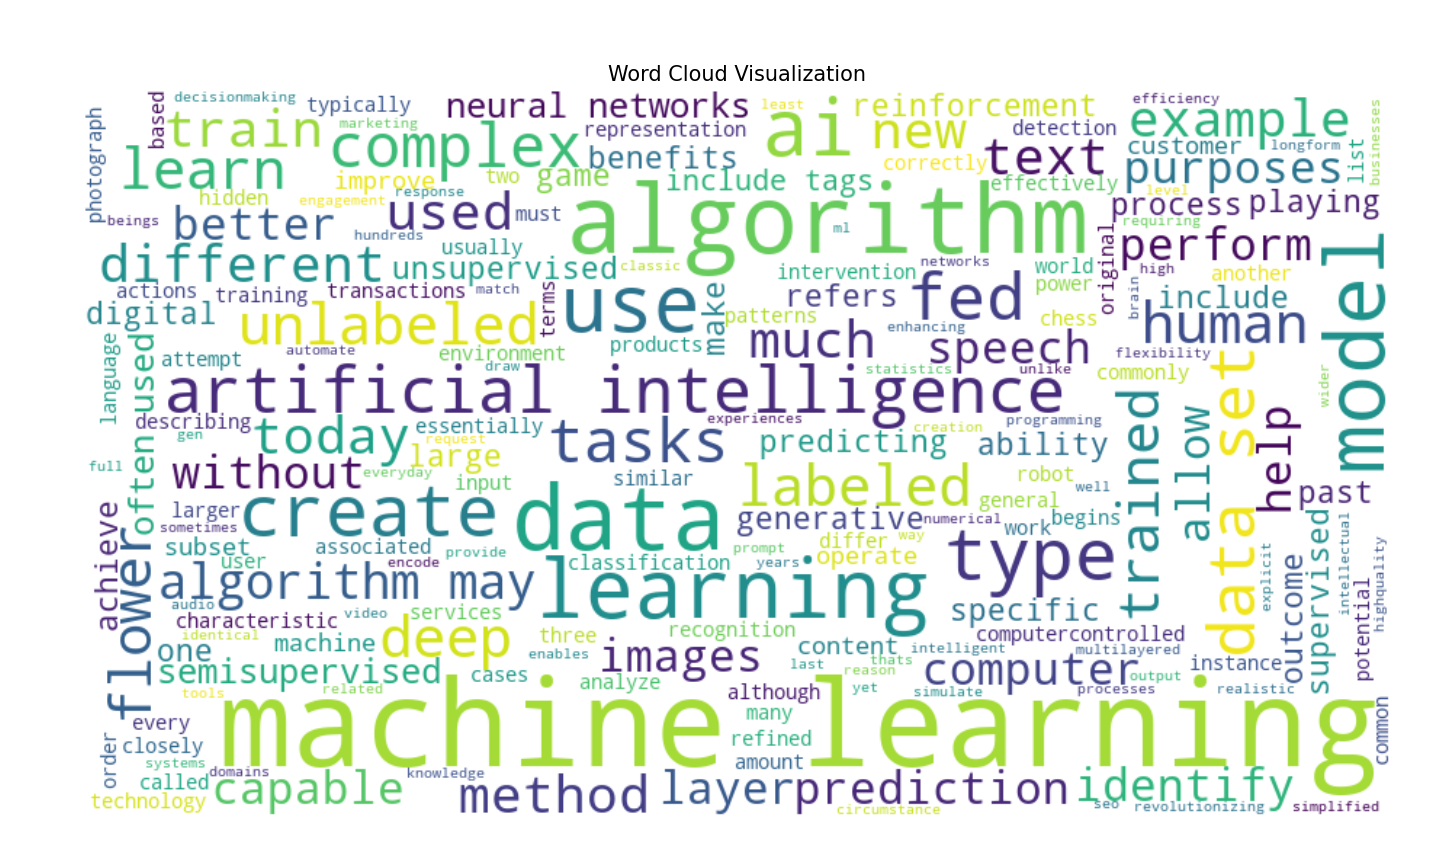 Word Cloud Visualization
decisionmaking
typically
neural networks
least
reinforcement
efficiency
photograph
based
train
marketing
complex
representation
ai
new
detection
example
businesses
learn
benefits
correctly
text
customer
longform
list
purposes
improve
two
game
include tags
effectively
level
hidden
response
engagement
used
must
algorithm
ml
process
playing
beings
better
hundreds
usually
requiring
original
perform
model
different
unsupervised
classic
intervention
networks
world
high
another
actions
training
transactions
match
terms
use
make
refers
fed
power
brain
include
digital
unlabeled
patterns
enhancing
chess
human
language
often used
attempt
automate
environment
draw
products
much
speech
flexibility
statistics
unlike
commonly
wider
artificial intelligence
data set
describing
gen
today
essentially
request
large
tasks
experiences
creation
programming
predicting
ability
trained
allow
help
full
without
everyday
input
similar
labeled
robot
well
general
past
achieve
flower
larger
sometimes
create
data
generative
numerical
work
begins
subset
associated
provide
prompt
differ
way
user
encode
classification
years
operate
type
explicit
outcome
supervised
intellectual
highquality
algorithm may
learning
audio
video
services
specific
characteristic
identical
machine
deep
three
recognition
computercontrolled
potential
one
enables
images
content
intelligent
multilayered
semisupervised
cases
last
thats
reason
computer
output
instance
tools
related
analyze
although
yet
simulate
processes
realistic
machine learning
every
many
common
order
closely
refined
systems
amount
called
domains
knowledge
technology
capable
method
layer
prediction
identify
circumstance
seo
revolutionizing
simplified